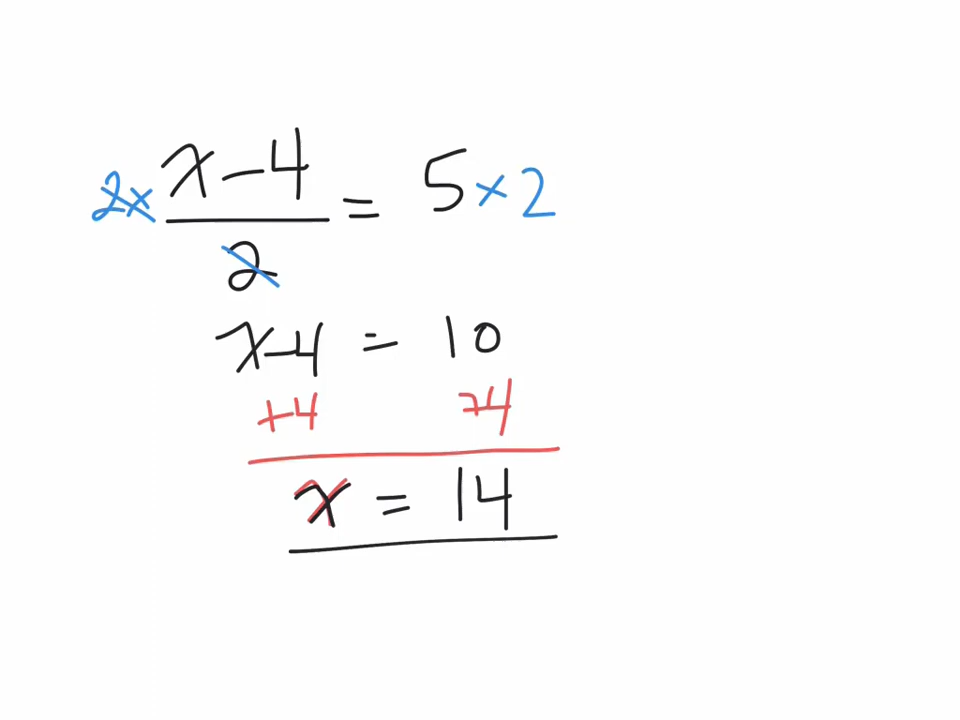 2× (x-4)/2 = 5 × 2
x-4 = 10
+4 +4
x = 14